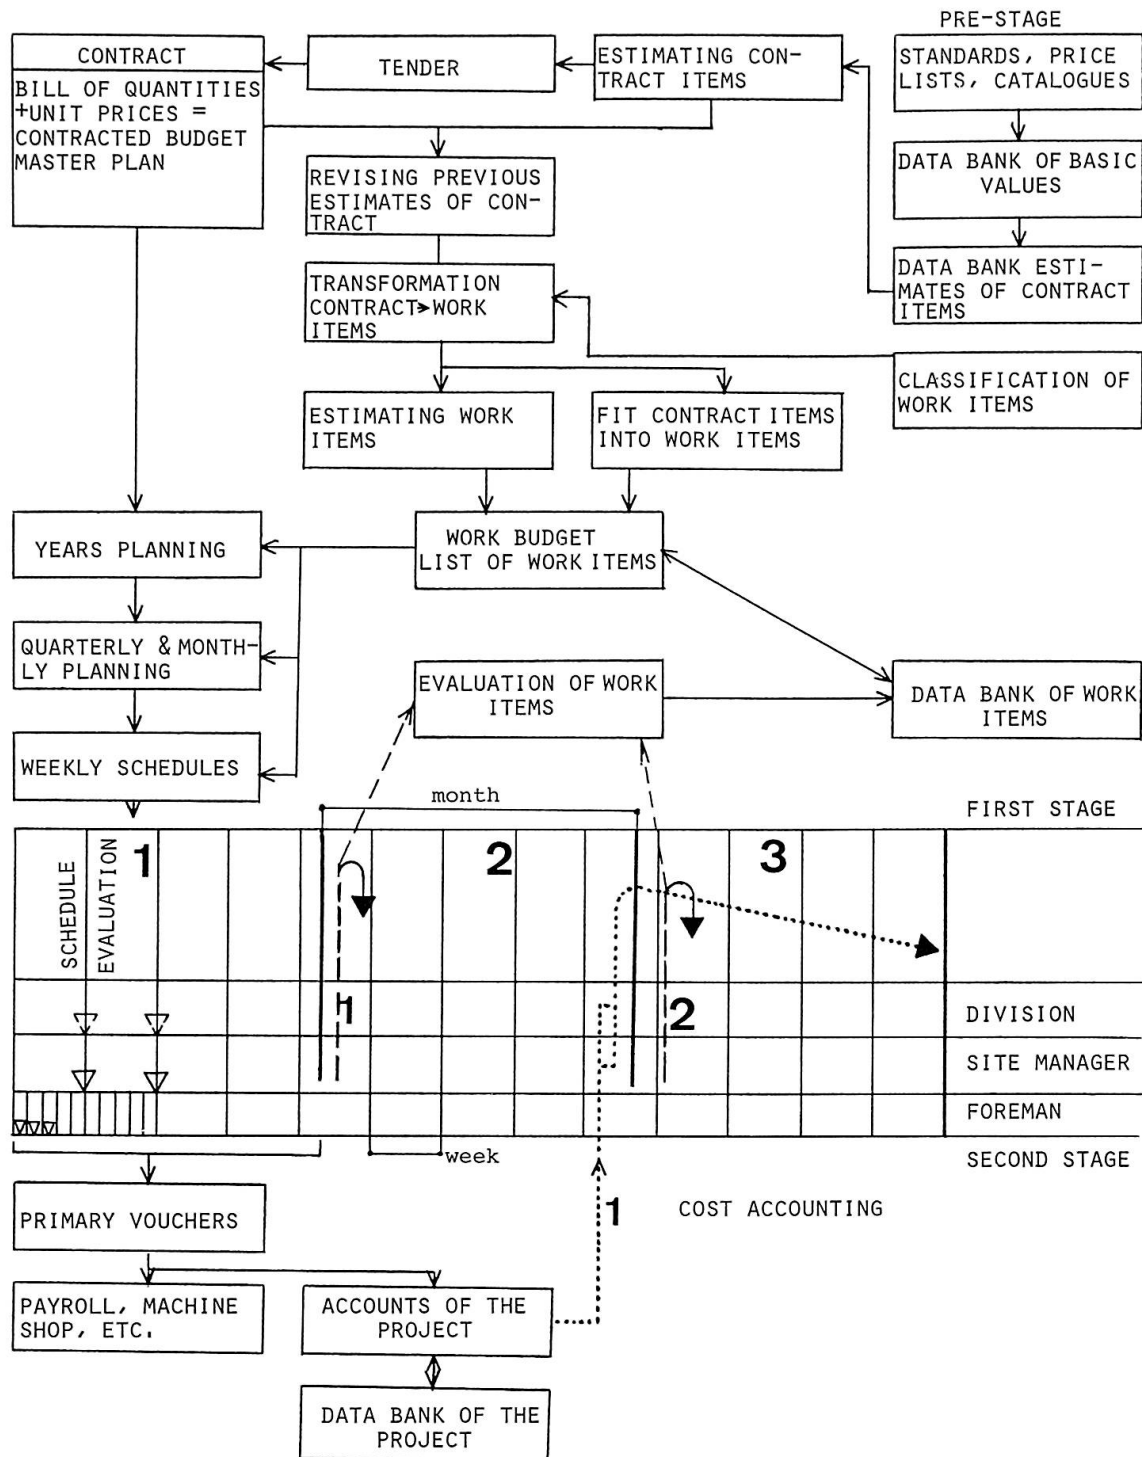 PRE-STAGE
CONTRACT
BILL OF QUANTITIES
+UNIT PRICES =
CONTRACTED BUDGET
MASTER PLAN
TENDER
ESTIMATING CON-
TRACT ITEMS
STANDARDS, PRICE
LISTS, CATALOGUES
DATA BANK OF BASIC
VALUES
REVISING PREVIOUS
ESTIMATES OF CON-
TRACT
DATA BANK ESTI-
MATES OF CONTRACT
ITEMS
TRANSFORMATION
CONTRACT>WORK
ITEMS
CLASSIFICATION OF
WORK ITEMS
ESTIMATING WORK
ITEMS
FIT CONTRACT ITEMS
INTO WORK ITEMS
YEARS PLANNING
WORK BUDGET
LIST OF WORK ITEMS
QUARTERLY & MONTH-
LY PLANNING
EVALUATION OF WORK
ITEMS
DATA BANK OF WORK
ITEMS
WEEKLY SCHEDULES
month
FIRST STAGE
SCHEDULE
EVALUATION
1
2
3
1
2
DIVISION
SITE MANAGER
FOREMAN
week
SECOND STAGE
1
COST ACCOUNTING
PRIMARY VOUCHERS
PAYROLL, MACHINE
SHOP, ETC.
ACCOUNTS OF THE
PROJECT
DATA BANK OF THE
PROJECT